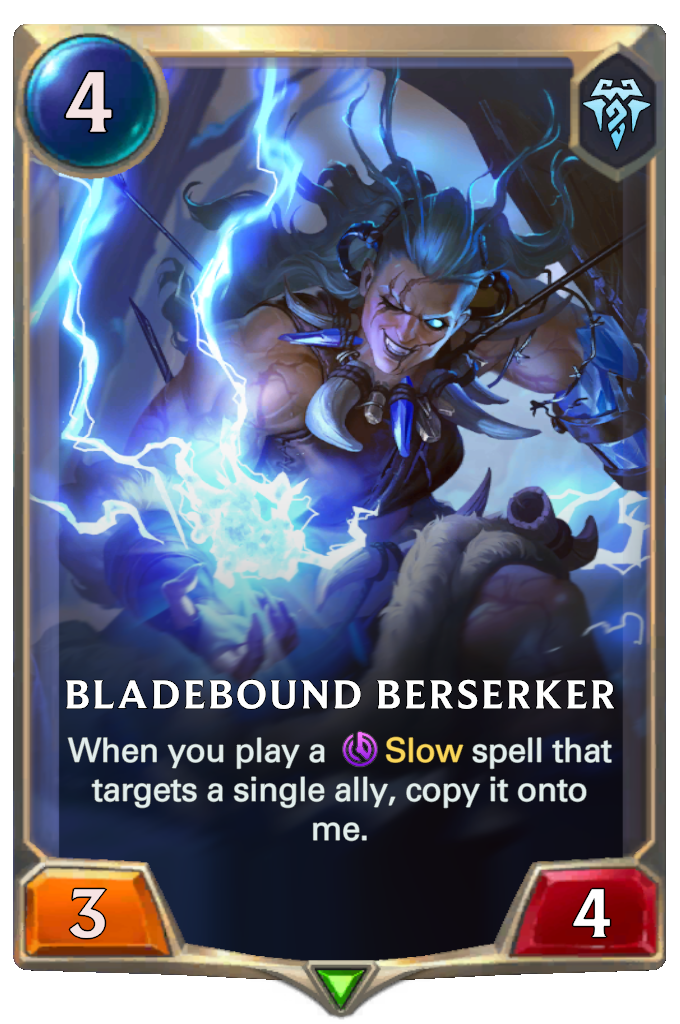 4
BLADEBOUND BERSERKER
When you play a Slow spell that
targets a single ally, copy it onto
me.
3
4